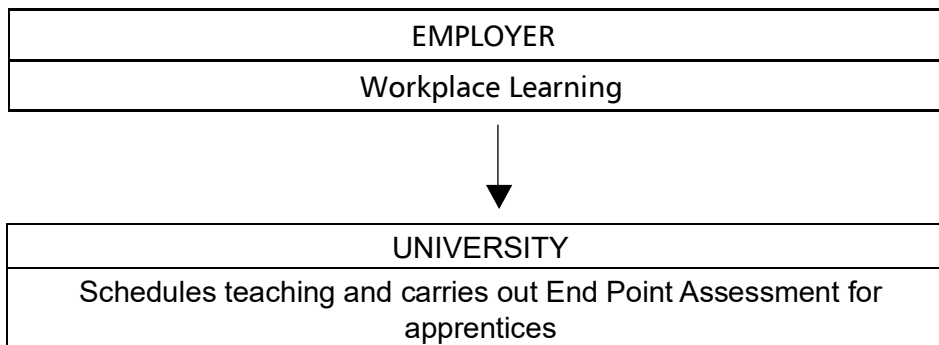 EMPLOYER
Workplace Learning
UNIVERSITY
Schedules teaching and carries out End Point Assessment for
apprentices